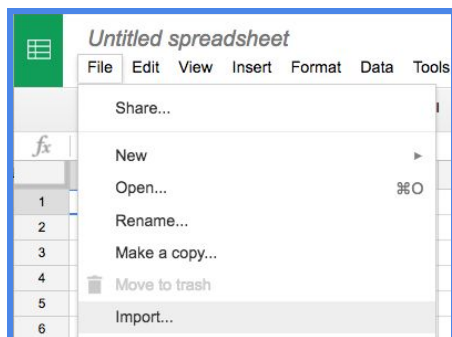 Untitled spreadsheet
File Edit View Insert Format Data Tools
Share...
fx
New
Open... ⌘O
1
Rename...
2
Make a copy...
3
Move to trash
4
5
Import...
6